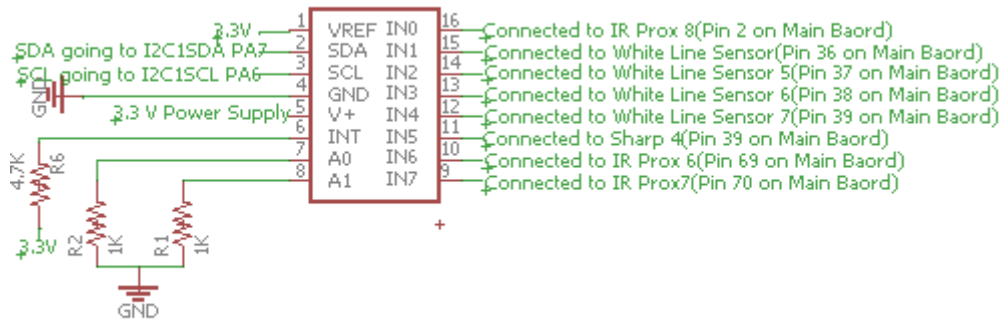 3.3V
SDA going to I2C1SDA PA7
SCL going to I2C1SCL PA6
GND
3.3 V Power Supply
1
2
3
4
5
6
7
8
VREF IN0
SDA IN1
SCL IN2
GND IN3
V+ IN4
INT IN5
A0 IN6
A1 IN7
16
15
14
13
12
11
10
9
Connected to IR Prox 8(Pin 2 on Main Baord)
Connected to White Line Sensor(Pin 36 on Main Baord)
Connected to White Line Sensor 5(Pin 37 on Main Baord)
Connected to White Line Sensor 6(Pin 38 on Main Baord)
Connected to White Line Sensor 7(Pin 39 on Main Baord)
Connected to Sharp 4(Pin 39 on Main Baord)
Connected to IR Prox 6(Pin 69 on Main Baord)
Connected to IR Prox7(Pin 70 on Main Baord)
4.7K
R6
3.3V
R2
1K
R1
1K
GND